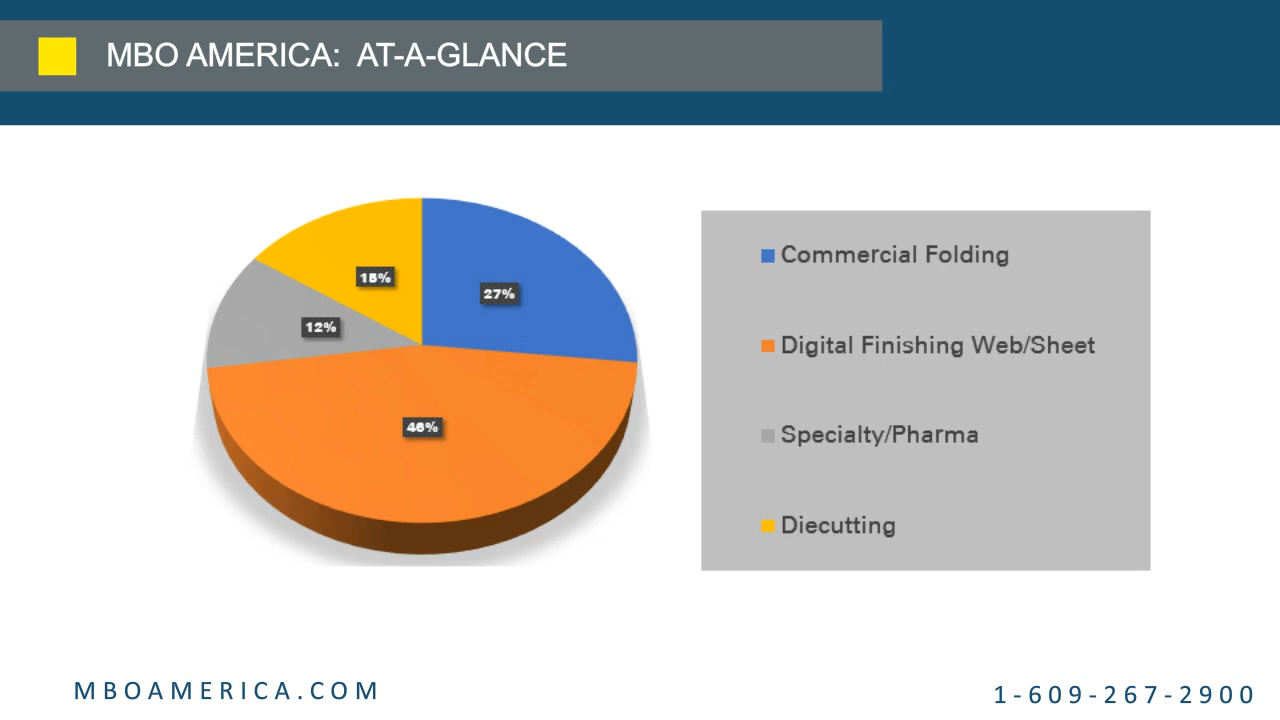 MBO AMERICA:  AT-A-GLANCE
15%
27%
12%
46%
Commercial Folding
Digital Finishing Web/Sheet
Specialty/Pharma
Diecutting
MBOAMERICA.COM
1-609-267-2900